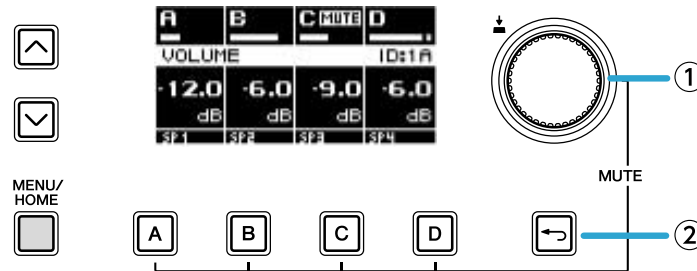 A B C MUTE D
VOLUME ID:1A
-12.0 -6.0 -9.0 -6.0
dB dB dB dB
SP1 SP2 SP3 SP4
1
MENU/
HOME
MUTE
A B C D
2